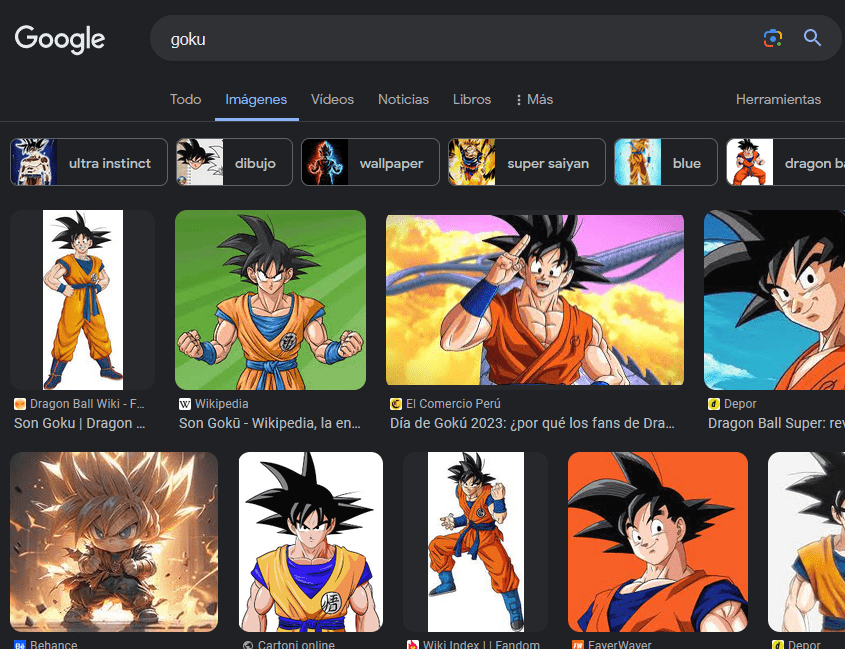 Google
goku
Todo Imágenes Vídeos Noticias Libros Más Herramientas
ultra instinct dibujo wallpaper super saiyan blue dragon ba
Dragon Ball Wiki - F... Wikipedia El Comercio Perú Depor
Son Goku | Dragon ... Son Gokū - Wikipedia, la en... Día de Gokú 2023: ¿por qué los fans de Dra... Dragon Ball Super: rev
Behance Cartoni online Wiki Index | | Fandom FayerWayer Depor